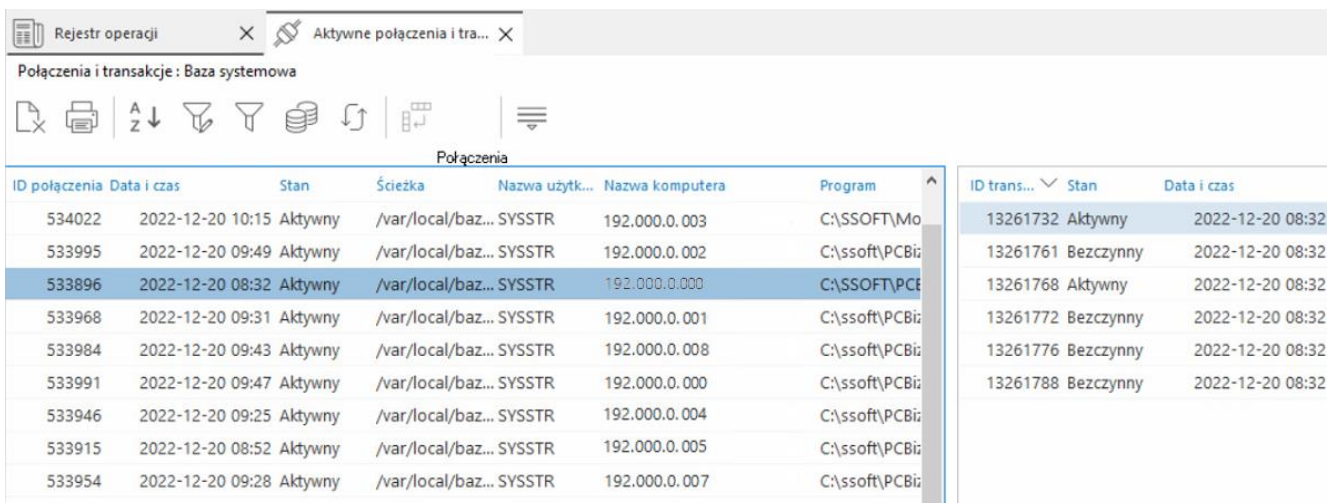 Rejestr operacji Aktywne połączenia i tra...
Połączenia i transakcje : Baza systemowa
A
Z
Połączenia
ID połączenia Data i czas Stan Ścieżka Nazwa użytk... Nazwa komputera Program ID trans... Stan Data i czas
534022 2022-12-20 10:15 Aktywny /var/local/baz... SYSSTR 192.000.0.003 C:\SSOFT\Mo 13261732 Aktywny 2022-12-20 08:32
533995 2022-12-20 09:49 Aktywny /var/local/baz... SYSSTR 192.000.0.002 C:\ssoft\PCBiz 13261761 Bezczynny 2022-12-20 08:32
533896 2022-12-20 08:32 Aktywny /var/local/baz... SYSSTR 192.000.0.000 C:\SSOFT\PCB 13261768 Aktywny 2022-12-20 08:32
533968 2022-12-20 09:31 Aktywny /var/local/baz... SYSSTR 192.000.0.001 C:\ssoft\PCBiz 13261772 Bezczynny 2022-12-20 08:32
533984 2022-12-20 09:43 Aktywny /var/local/baz... SYSSTR 192.000.0.008 C:\ssoft\PCBiz 13261776 Bezczynny 2022-12-20 08:32
533991 2022-12-20 09:47 Aktywny /var/local/baz... SYSSTR 192.000.0.000 C:\ssoft\PCBiz 13261788 Bezczynny 2022-12-20 08:32
533946 2022-12-20 09:25 Aktywny /var/local/baz... SYSSTR 192.000.0.004 C:\ssoft\PCBiz
533915 2022-12-20 08:52 Aktywny /var/local/baz... SYSSTR 192.000.0.005 C:\ssoft\PCBiz
533954 2022-12-20 09:28 Aktywny /var/local/baz... SYSSTR 192.000.0.007 C:\ssoft\PCBiz